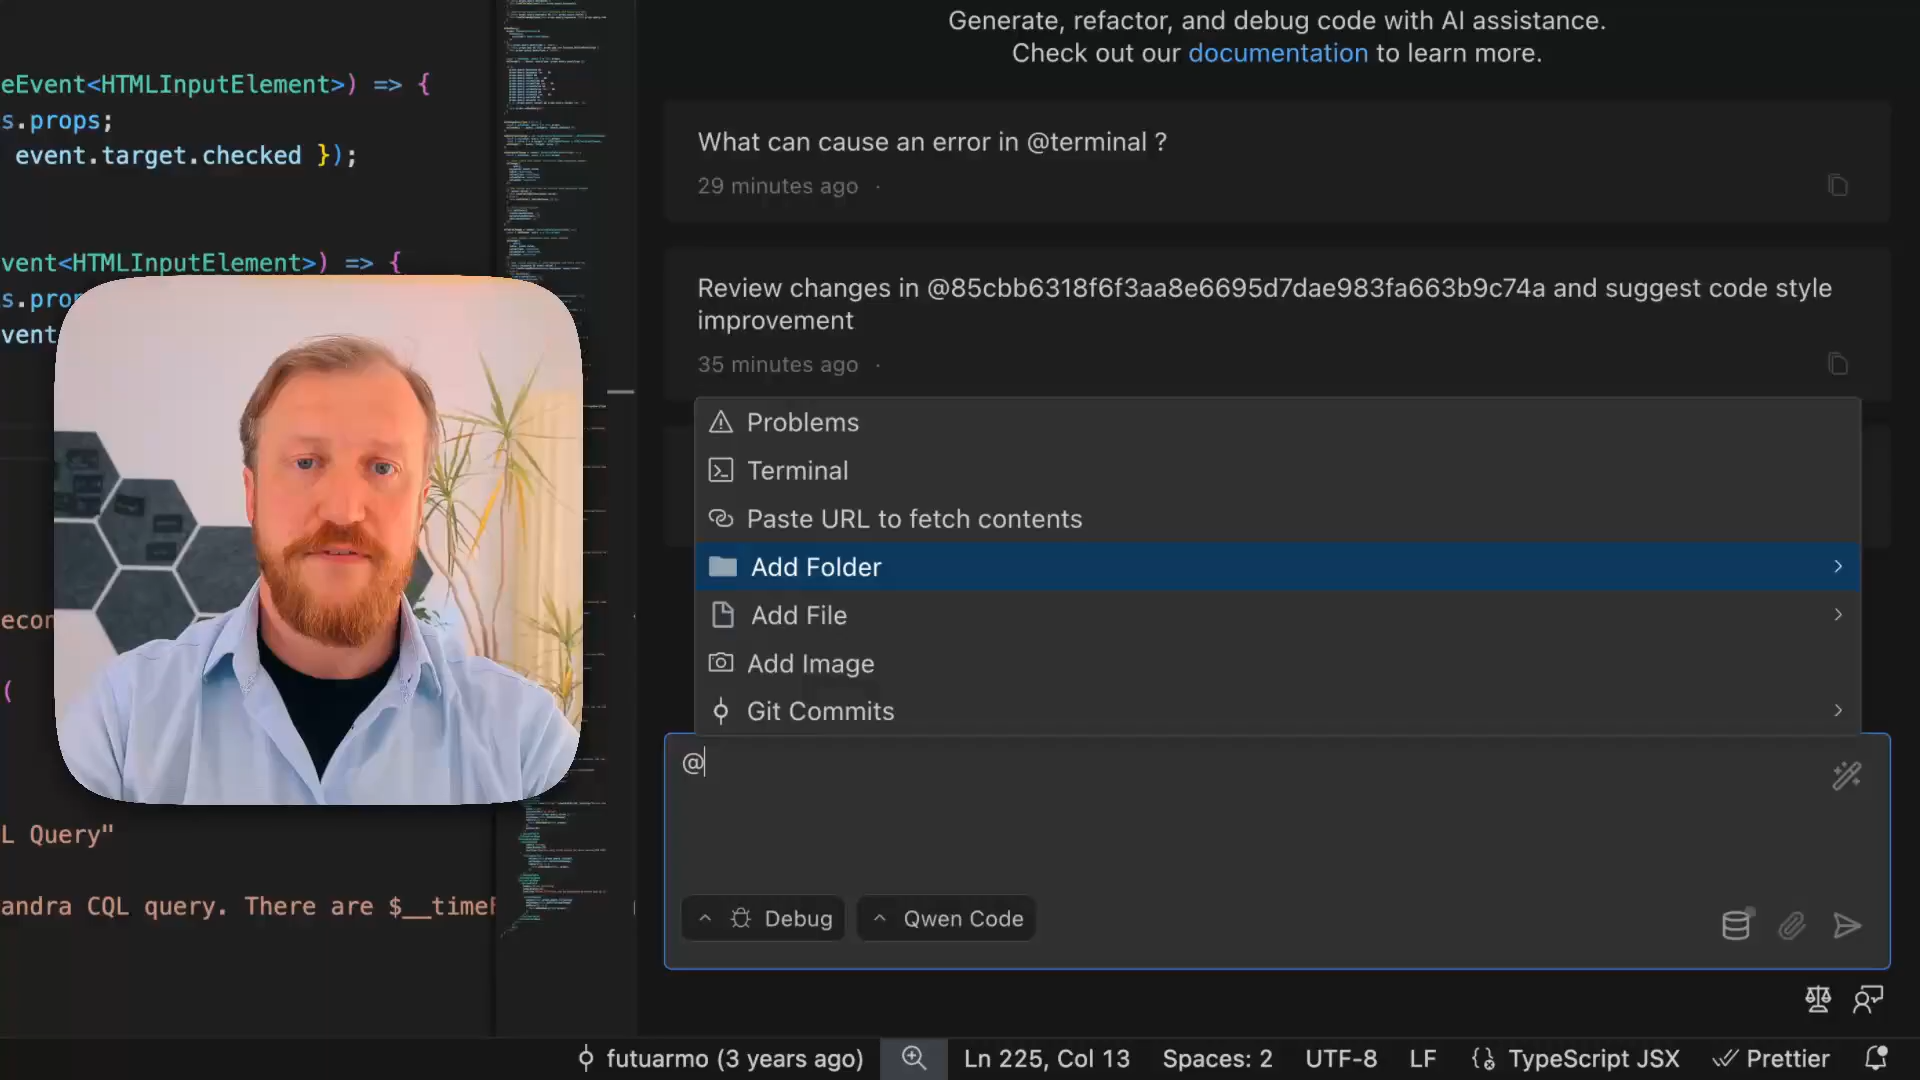 Generate, refactor, and debug code with AI assistance.
Check out our documentation to learn more.
eEvent<HTMLInputElement>) => {
s.props;
event.target.checked });
vent<HTMLInputElement>) => {
s.pro
vent
What can cause an error in @terminal ?
29 minutes ago ·
Review changes in @85cbb6318f6f3aa8e6695d7dae983fa663b9c74a and suggest code style
improvement
35 minutes ago ·
Problems
Terminal
Paste URL to fetch contents
Add Folder
Add File
Add Image
Git Commits
econ
(
L Query"
andra CQL query. There are $__timeF
@
Debug
Qwen Code
futuarmo (3 years ago)
Ln 225, Col 13
Spaces: 2
UTF-8
LF
TypeScript JSX
Prettier